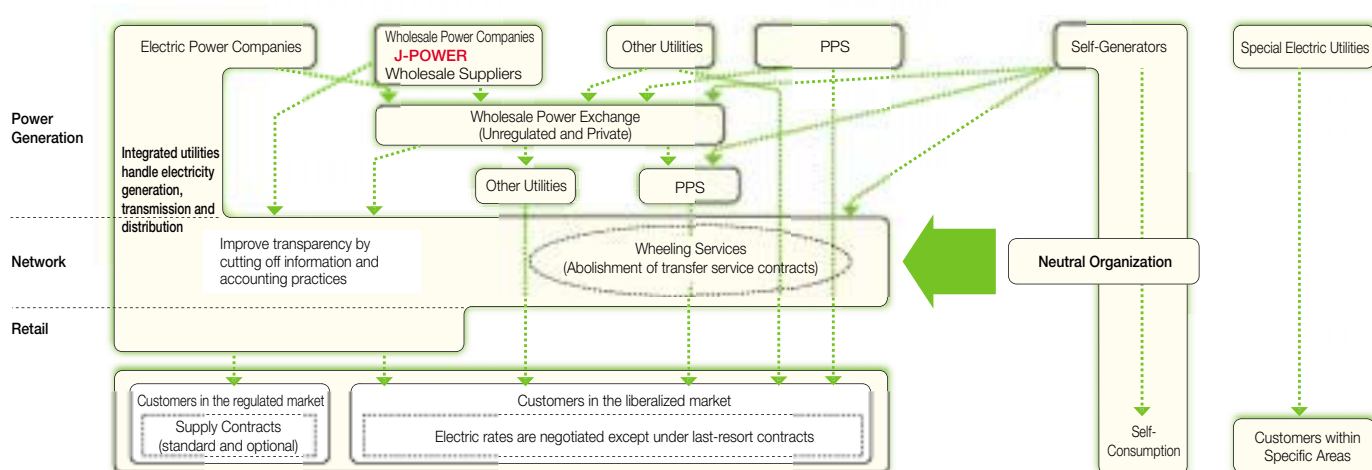 Electric Power Companies
Wholesale Power Companies
J-POWER
Wholesale Suppliers
Other Utilities
PPS
Self-Generators
Special Electric Utilities
Power
Generation
Wholesale Power Exchange
(Unregulated and Private)
Integrated utilities
handle electricity
generation,
transmission and
distribution
Other Utilities
PPS
Network
Improve transparency by
cutting off information and
accounting practices
Wheeling Services
(Abolishment of transfer service contracts)
Neutral Organization
Retail
Customers in the regulated market
Supply Contracts
(standard and optional)
Customers in the liberalized market
Electric rates are negotiated except under last-resort contracts
Self-
Consumption
Customers within
Specific Areas